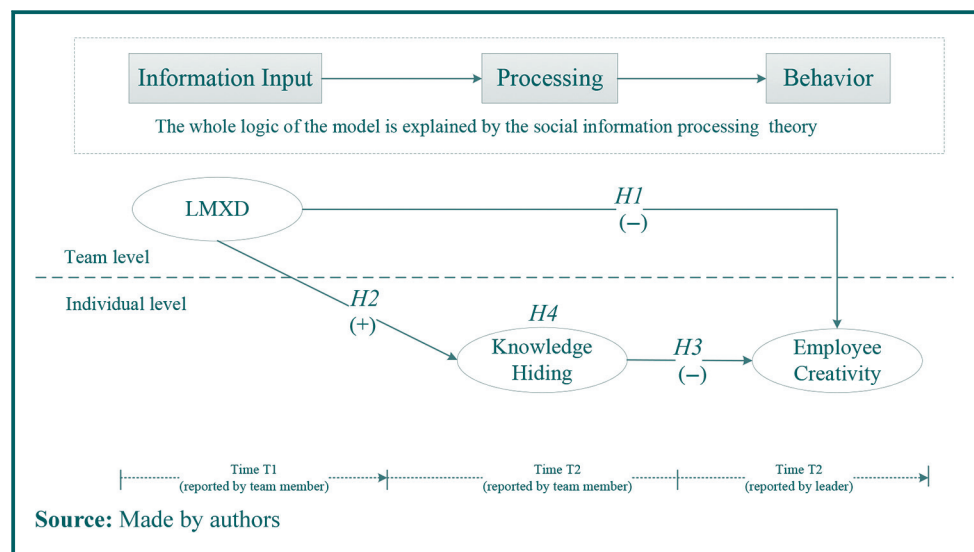 Information Input
Processing
Behavior
The whole logic of the model is explained by the social information processing theory
LMXD
H1
(−)
Team level
Individual level
H2
(+)
H4
Knowledge
Hiding
H3
(−)
Employee
Creativity
Time T1
(reported by team member)
Time T2
(reported by team member)
Time T2
(reported by leader)
Source: Made by authors